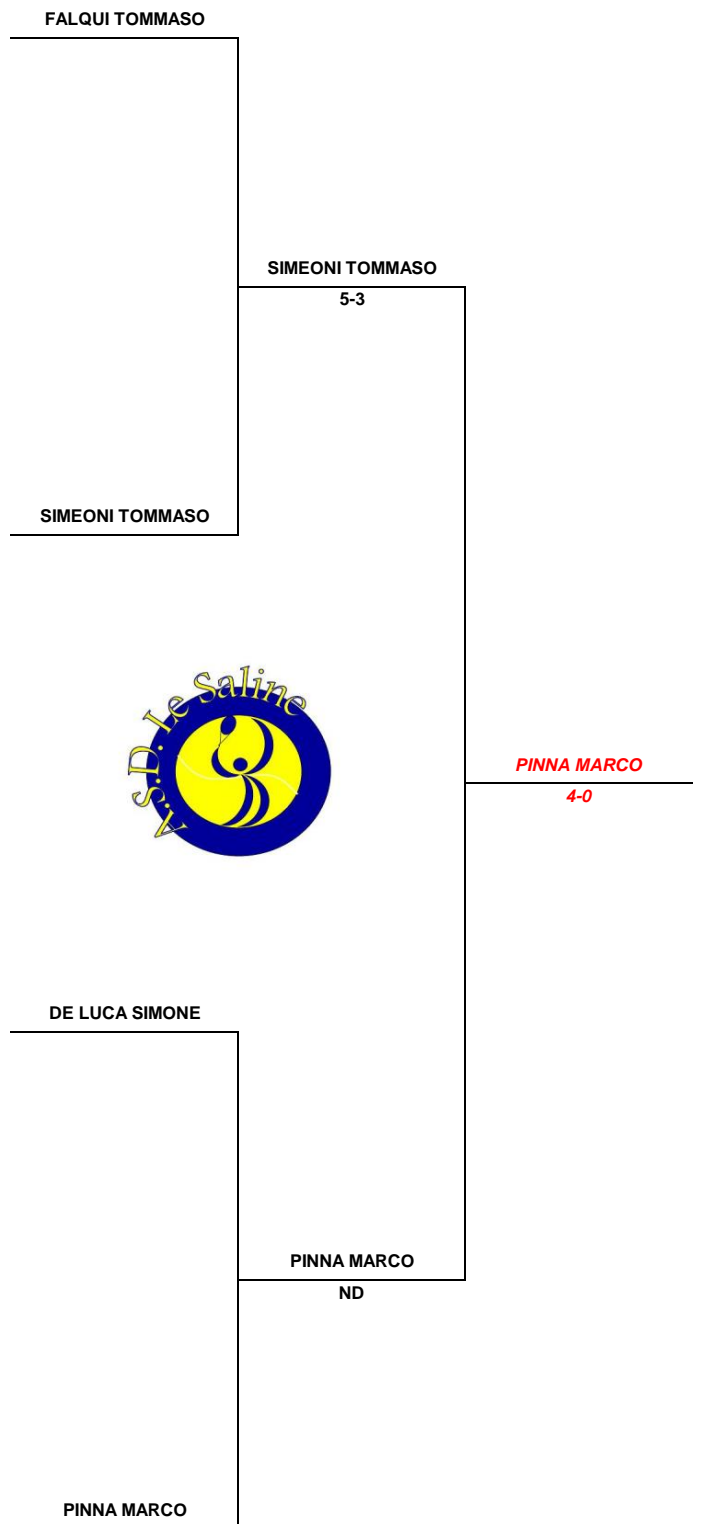 FALQUI TOMMASO
SIMEONI TOMMASO
5-3
SIMEONI TOMMASO
A.S.D. Le Saline
PINNA MARCO
4-0
DE LUCA SIMONE
PINNA MARCO
ND
PINNA MARCO